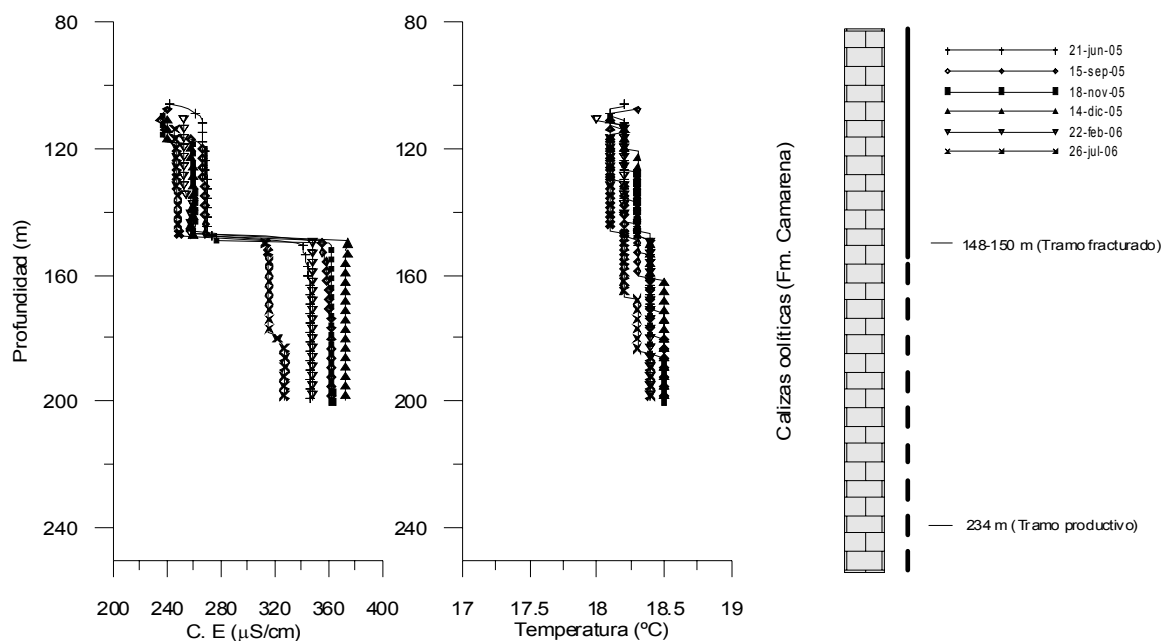 80
120
160
200
240
Profundidad (m)
200 240 280 320 360 400
C. E (μS/cm)
80
120
160
200
240
17 17.5 18 18.5 19
Temperatura (ºC)
Calizas oolíticas (Fm. Camarena)
21-jun-05
15-sep-05
18-nov-05
14-dic-05
22-feb-06
26-jul-06
148-150 m (Tramo fracturado)
234 m (Tramo productivo)